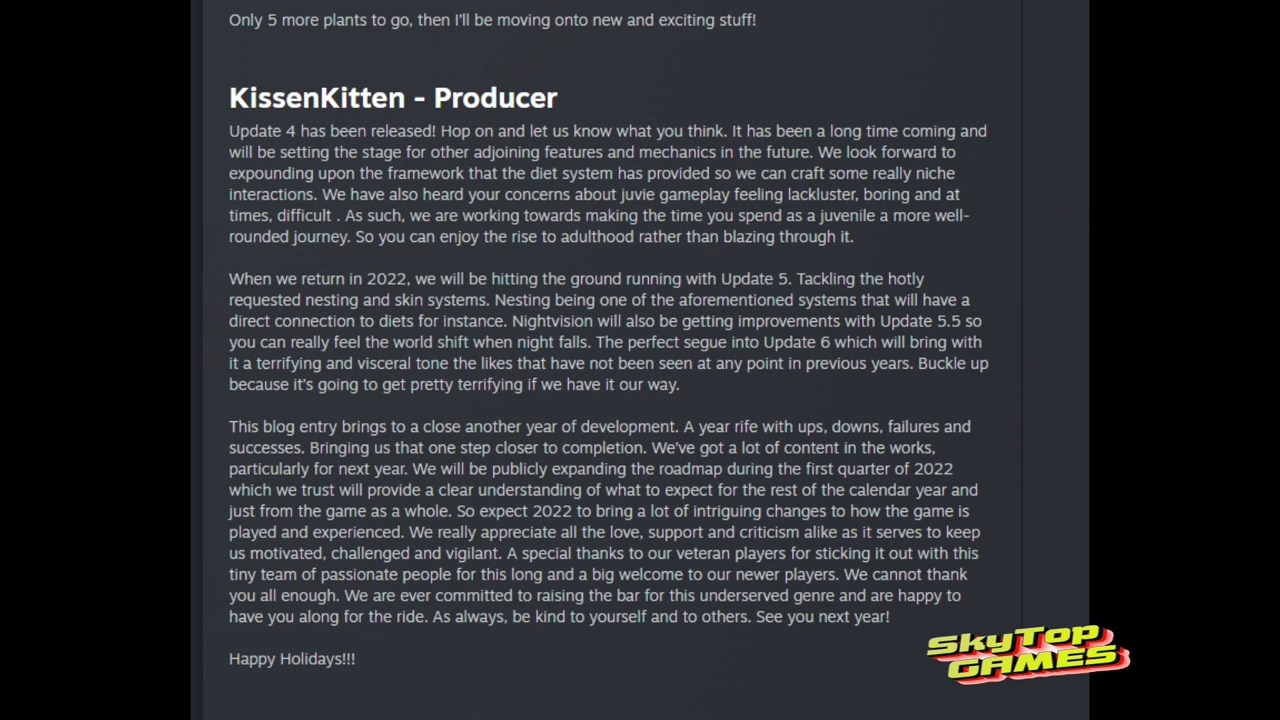 Only 5 more plants to go, then I'll be moving onto new and exciting stuff!
KissenKitten - Producer
Update 4 has been released! Hop on and let us know what you think. It has been a long time coming and
will be setting the stage for other adjoining features and mechanics in the future. We look forward to
expounding upon the framework that the diet system has provided so we can craft some really niche
interactions. We have also heard your concerns about juvie gameplay feeling lackluster, boring and at
times, difficult . As such, we are working towards making the time you spend as a juvenile a more well-
rounded journey. So you can enjoy the rise to adulthood rather than blazing through it.
When we return in 2022, we will be hitting the ground running with Update 5. Tackling the hotly
requested nesting and skin systems. Nesting being one of the aforementioned systems that will have a
direct connection to diets for instance. Nightvision will also be getting improvements with Update 5.5 so
you can really feel the world shift when night falls. The perfect segue into Update 6 which will bring with
it a terrifying and visceral tone the likes that have not been seen at any point in previous years. Buckle up
because it's going to get pretty terrifying if we have it our way.
This blog entry brings to a close another year of development. A year rife with ups, downs, failures and
successes. Bringing us that one step closer to completion. We've got a lot of content in the works,
particularly for next year. We will be publicly expanding the roadmap during the first quarter of 2022
which we trust will provide a clear understanding of what to expect for the rest of the calendar year and
just from the game as a whole. So expect 2022 to bring a lot of intriguing changes to how the game is
played and experienced. We really appreciate all the love, support and criticism alike as it serves to keep
us motivated, challenged and vigilant. A special thanks to our veteran players for sticking it out with this
tiny team of passionate people for this long and a big welcome to our newer players. We cannot thank
you all enough. We are ever committed to raising the bar for this underserved genre and are happy to
have you along for the ride. As always, be kind to yourself and to others. See you next year!
Happy Holidays!!!
SkyTop
GAMES